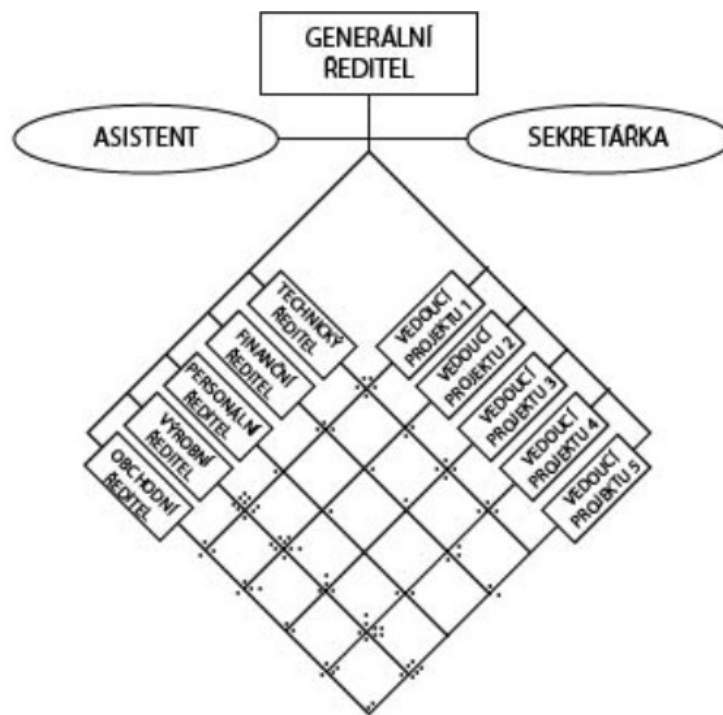 GENERÁLNÍ
ŘEDITEL
ASISTENT
SEKRETÁŘKA
TECHNICKÝ
ŘEDITEL
FINANČNÍ
ŘEDITEL
PERSONÁLNÍ
ŘEDITEL
VÝROBNÍ
ŘEDITEL
OBCHODNÍ
ŘEDITEL
VEDOUCÍ
PROJEKTU 1
VEDOUCÍ
PROJEKTU 2
VEDOUCÍ
PROJEKTU 3
VEDOUCÍ
PROJEKTU 4
VEDOUCÍ
PROJEKTU 5